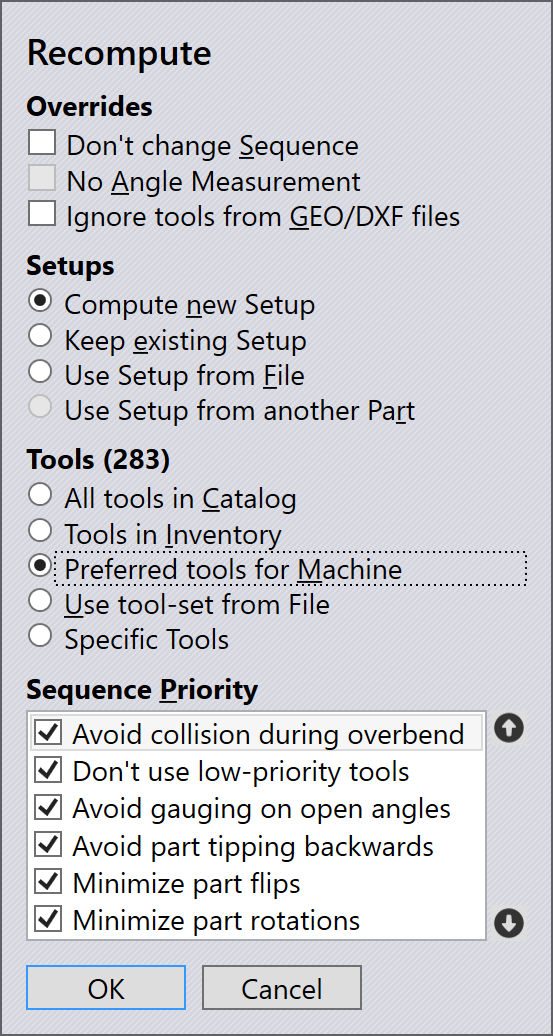 Recompute
Overrides
Don't change Sequence
No Angle Measurement
Ignore tools from GEO/DXF files
Setups
Compute new Setup
Keep existing Setup
Use Setup from File
Use Setup from another Part
Tools (283)
All tools in Catalog
Tools in Inventory
Preferred tools for Machine
Use tool-set from File
Specific Tools
Sequence Priority
Avoid collision during overbend
Don't use low-priority tools
Avoid gauging on open angles
Avoid part tipping backwards
Minimize part flips
Minimize part rotations
OK Cancel